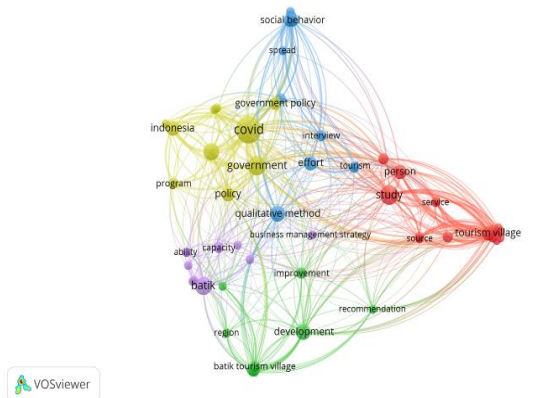 social behavior
spread
government policy
indonesia
covid
interview
government
effort
tourism
person
program
policy
study
service
qualitative method
business management strategy
source
tourism village
ability
capacity
improvement
batik
recommendation
region
development
batik tourism village
VOSviewer